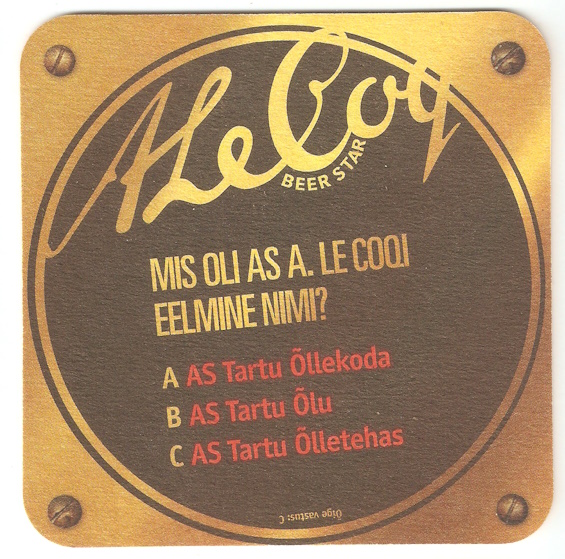 A Le Coq
BEER STAR
MIS OLI AS A. LE COQI
EELMINE NIMI?
A AS Tartu Õllekoda
B AS Tartu Õlu
C AS Tartu Õlletehas
Õige vastus: C